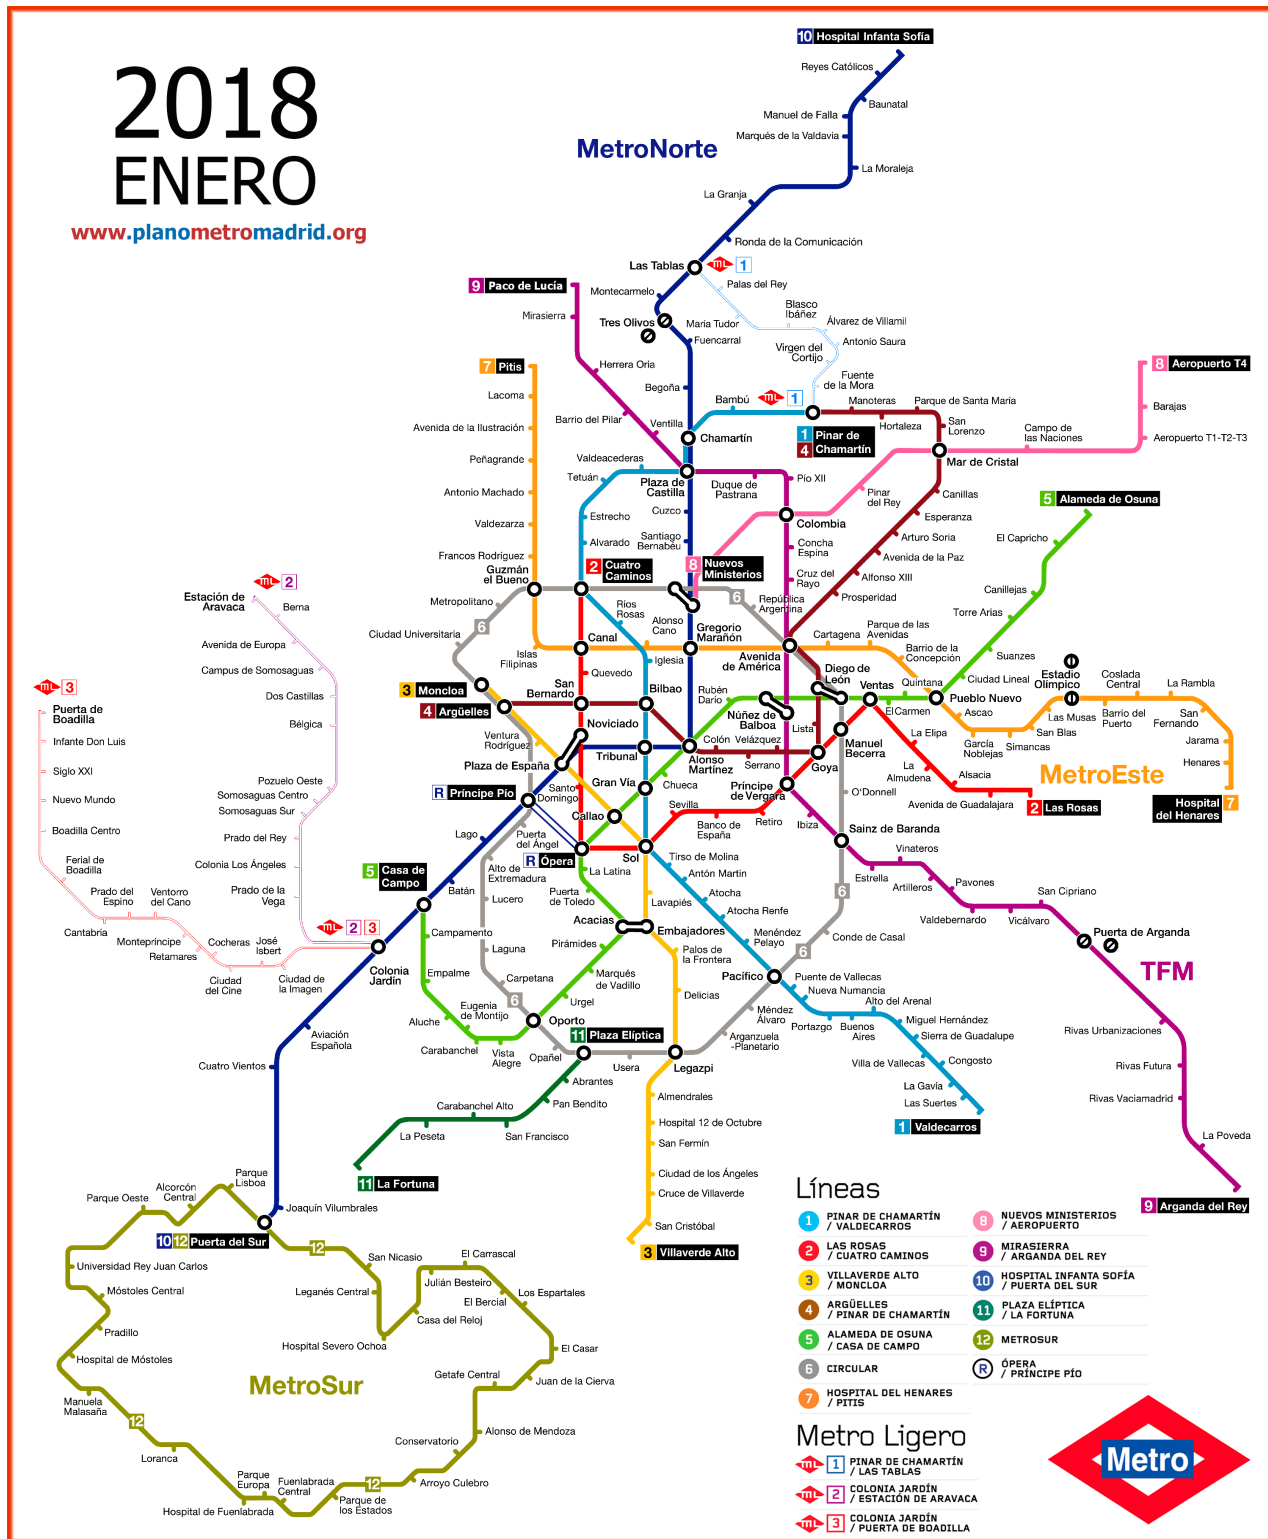 2018
ENERO
www.planometromadrid.org
10 Hospital Infanta Sofía
Reyes Católicos
Baunatal
Manuel de Falla
Marqués de la Valdavia
MetroNorte
La Moraleja
La Granja
Ronda de la Comunicación
Las Tablas
mL 1
9 Paco de Lucía
Montecarmelo
Palas del Rey
Mirasierra
Tres Olivos
María Tudor
Blasco
Ibáñez
Álvarez de Villamil
Fuencarral
Antonio Saura
Virgen del
Cortijo
7 Pitis
Herrera Oria
Fuente
de la Mora
8 Aeropuerto T4
Lacoma
Begoña
Bambú
mL 1
Manoteras
Parque de Santa Maria
Barajas
Avenida de la Ilustración
Barrio del Pilar
Ventilla
Chamartín
1 Pinar de
4 Chamartín
Hortaleza
San
Lorenzo
Campo de
las Naciones
Aeropuerto T1-T2-T3
Peñagrande
Valdeacederas
Mar de Cristal
Tetuán
Plaza de
Castilla
Duque de
Pastrana
Pío XII
Antonio Machado
Pinar
del Rey
Canillas
5 Alameda de Osuna
Valdezarza
Estrecho
Cuzco
Colombia
Esperanza
Alvarado
Santiago
Bernabéu
Concha
Espina
Arturo Soria
El Capricho
Francos Rodríguez
Avenida de la Paz
Guzmán
el Bueno
2 Cuatro
Caminos
8 Nuevos
Ministerios
Cruz del
Rayo
Alfonso XIII
mL 2
Estación de
Aravaca
Berna
Metropolitano
6
Ríos
Rosas
6
República
Argentina
Prosperidad
Canillejas
Torre Arias
Ciudad Universitaria
6
Alonso
Cano
Gregorio
Marañón
Parque de las
Avenidas
Avenida de Europa
Canal
Cartagena
Islas
Filipinas
Iglesia
Avenida
de América
Barrio de la
Concepción
Suanzes
Campus de Somosaguas
Quevedo
Diego de
León
Ciudad Lineal
Estadio
Olímpico
Coslada
Central
La Rambla
mL 3
3 Moncloa
San
Bernardo
Bilbao
Rubén
Darío
Ventas
Quintana
Pueblo Nuevo
Dos Castillas
4 Argüelles
Núñez de
Balboa
El Carmen
Puerta de
Boadilla
Bélgica
Noviciado
Lista
Manuel
Becerra
Ascao
Las Musas
Barrio del
Puerto
San
Fernando
Infante Don Luis
Ventura
Rodríguez
Tribunal
Colón
Velázquez
La Elipa
García
Noblejas
Simancas
San Blas
Jarama
Siglo XXI
Plaza de España
Alonso
Martínez
Serrano
Goya
La
Almudena
Alsacia
Henares
Pozuelo Oeste
Gran Vía
Chueca
Príncipe
de Vergara
O'Donnell
MetroEste
Nuevo Mundo
Somosaguas Centro
Somosaguas Sur
R Príncipe Pío
Santo
Domingo
Callao
Sevilla
Avenida de Guadalajara
2 Las Rosas
Hospital
del Henares 7
Boadilla Centro
Prado del Rey
Lago
Puerta
del Ángel
Banco de
España
Retiro
Ibiza
Sainz de Baranda
Ferial de
Boadilla
Colonia Los Ángeles
R Ópera
Sol
Tirso de Molina
Vinateros
5 Casa de
Campo
Alto de
Extremadura
La Latina
Antón Martin
Estrella
Artilleros
Pavones
San Cipriano
Prado del
Espino
Ventorro
del Cano
Prado de la
Vega
Batán
Lucero
Puerta
de Toledo
Lavapiés
Atocha
6
Cantabria
mL 2 3
Acacias
Atocha Renfe
Valdebernardo
Vicálvaro
Puerta de Arganda
Montepríncipe
Cocheras
José
Isbert
Campamento
Embajadores
Menéndez
Pelayo
Conde de Casal
Retamares
Laguna
Pirámides
Palos de
la Frontera
6
TFM
Ciudad
del Cine
Ciudad de
la Imagen
Colonia
Jardín
Empalme
Carpetana
Marqués
de Vadillo
Pacífico
Puente de Vallecas
Eugenia
de Montijo
6
Urgel
Delicias
Nueva Numancia
Aluche
Oporto
Méndez
Álvaro
Alto del Arenal
Aviación
Española
Carabanchel
Vista
Alegre
11 Plaza Elíptica
Portazgo
Buenos
Aires
Miguel Hernández
Rivas Urbanizaciones
Opañel
Arganzuela
-Planetario
Sierra de Guadalupe
Cuatro Vientos
Usera
Legazpi
Villa de Vallecas
Congosto
Rivas Futura
Abrantes
Almendrales
La Gavía
Rivas Vaciamadrid
Carabanchel Alto
Pan Bendito
Las Suertes
La Peseta
San Francisco
Hospital 12 de Octubre
1 Valdecarros
San Fermín
La Poveda
11 La Fortuna
Ciudad de los Ángeles
Cruce de Villaverde
9 Arganda del Rey
San Cristóbal
3 Villaverde Alto
Parque
Lisboa
Alcorcón
Central
Parque Oeste
Joaquín Vilumbrales
10 12 Puerta del Sur
12
San Nicasio
El Carrascal
Universidad Rey Juan Carlos
Julián Besteiro
Móstoles Central
Leganés Central
El Bercial
Los Espartales
Casa del Reloj
Pradillo
Hospital Severo Ochoa
Hospital de Móstoles
El Casar
MetroSur
Getafe Central
Juan de la Cierva
Manuela
Malasaña
12
Alonso de Mendoza
Loranca
Conservatorio
Parque
Europa
Fuenlabrada
Central
12
Arroyo Culebro
Hospital de Fuenlabrada
Parque de
los Estados
Líneas
1 PINAR DE CHAMARTÍN
/ VALDECARROS
2 LAS ROSAS
/ CUATRO CAMINOS
3 VILLAVERDE ALTO
/ MONCLOA
4 ARGÜELLES
/ PINAR DE CHAMARTÍN
5 ALAMEDA DE OSUNA
/ CASA DE CAMPO
6 CIRCULAR
7 HOSPITAL DEL HENARES
/ PITIS
8 NUEVOS MINISTERIOS
/ AEROPUERTO
9 MIRASIERRA
/ ARGANDA DEL REY
10 HOSPITAL INFANTA SOFÍA
/ PUERTA DEL SUR
11 PLAZA ELÍPTICA
/ LA FORTUNA
12 METROSUR
R ÓPERA
/ PRÍNCIPE PÍO
Metro Ligero
mL 1 PINAR DE CHAMARTÍN
/ LAS TABLAS
mL 2 COLONIA JARDÍN
/ ESTACIÓN DE ARAVACA
mL 3 COLONIA JARDÍN
/ PUERTA DE BOADILLA
Metro